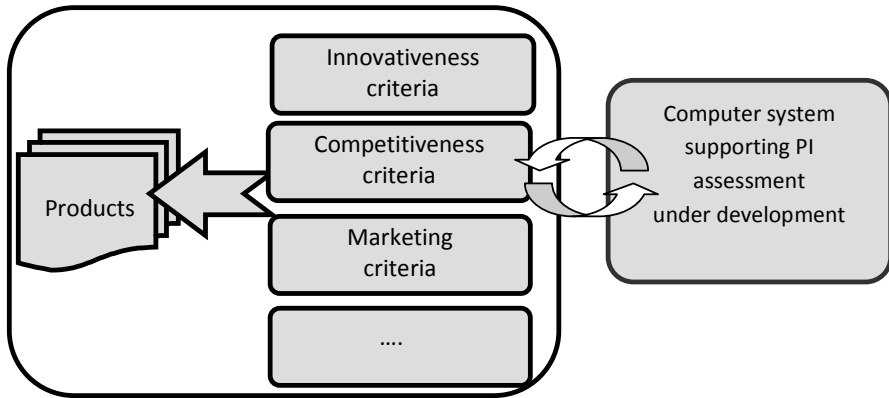 Innovativeness
criteria
Competitiveness
criteria
Products
Marketing
criteria
....
Computer system
supporting PI
assessment
under development